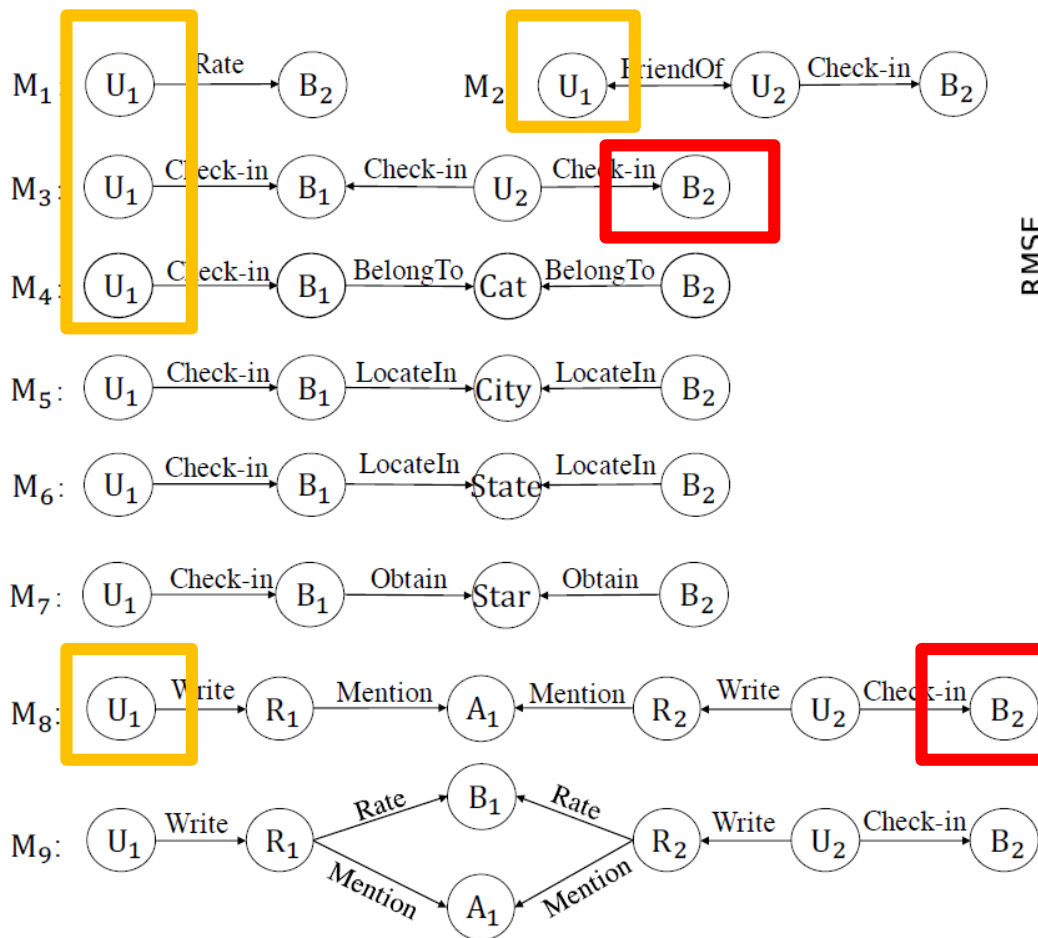 M₁: U₁ Rate B₂
M₂ U₁ FriendOf U₂ Check-in B₂
M₃: U₁ Check-in B₁ Check-in U₂ Check-in B₂
M₄: U₁ Check-in B₁ BelongTo Cat BelongTo B₂
RMSE
M₅: U₁ Check-in B₁ LocateIn City LocateIn B₂
M₆: U₁ Check-in B₁ LocateIn State LocateIn B₂
M₇: U₁ Check-in B₁ Obtain Star Obtain B₂
M₈: U₁ Write R₁ Mention A₁ Mention R₂ Write U₂ Check-in B₂
M₉: U₁ Write R₁ Rate B₁ Rate R₂ Write U₂ Check-in B₂
Mention A₁ Mention